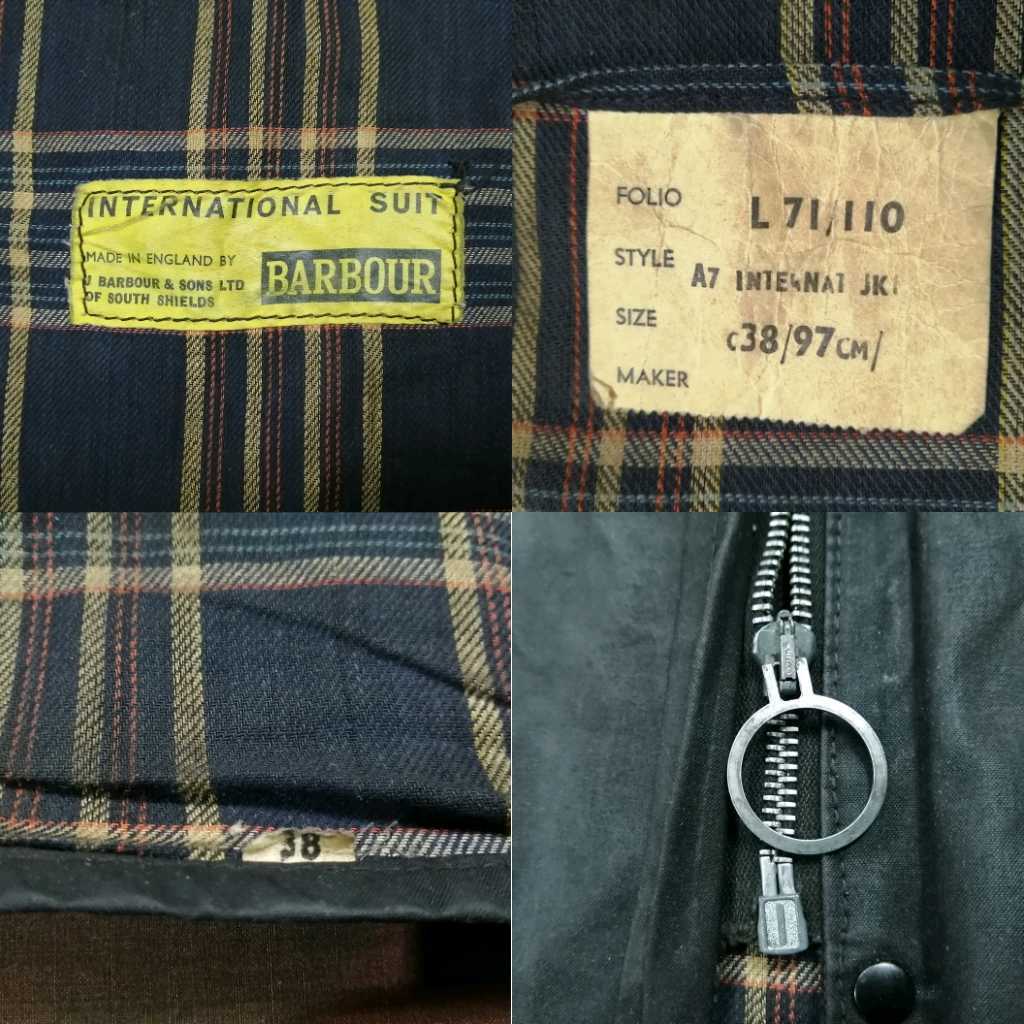 INTERNATIONAL SUIT
MADE IN ENGLAND BY
J BARBOUR & SONS LTD
OF SOUTH SHIELDS
BARBOUR
FOLIO L 71/110
STYLE A7 INTERNAT JK
SIZE C38/97CM/
MAKER
38